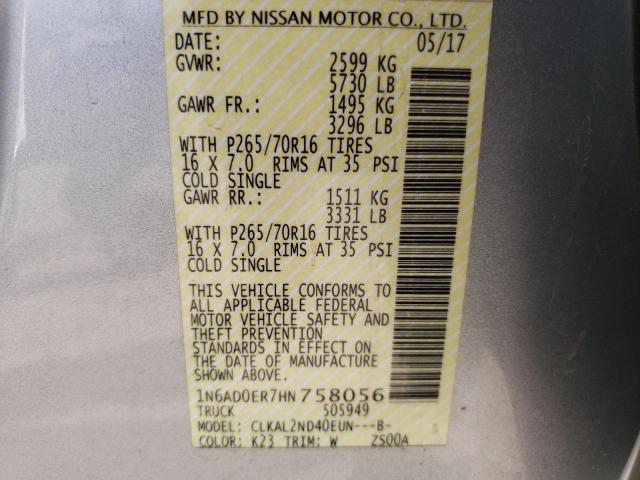 MFD BY NISSAN MOTOR CO., LTD.
DATE: 05/17
GVWR: 2599 KG
5730 LB
GAWR FR.: 1495 KG
3296 LB
WITH P265/70R16 TIRES
16 X 7.0 RIMS AT 35 PSI
COLD SINGLE
GAWR RR.: 1511 KG
3331 LB
WITH P265/70R16 TIRES
16 X 7.0 RIMS AT 35 PSI
COLD SINGLE
THIS VEHICLE CONFORMS TO
ALL APPLICABLE FEDERAL
MOTOR VEHICLE SAFETY AND
THEFT PREVENTION
STANDARDS IN EFFECT ON
THE DATE OF MANUFACTURE
SHOWN ABOVE.
1N6AD0ER7HN758056
TRUCK 505949
MODEL: CLKAL2ND40EUN---B-
COLOR: K23 TRIM: W ZS00A